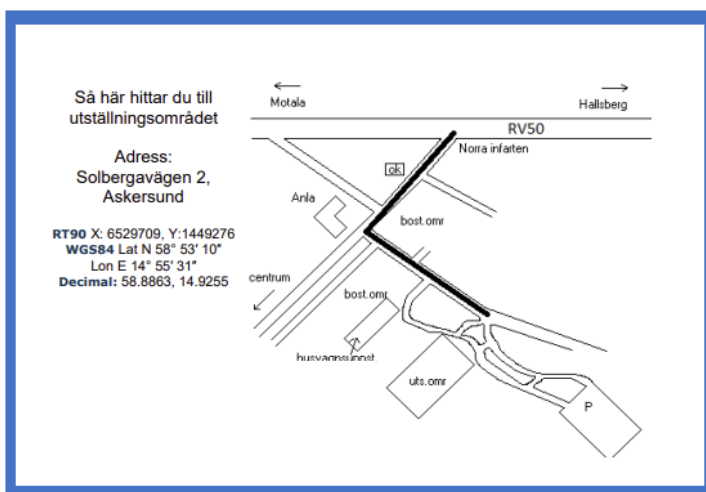 Så här hittar du till
utställningsområdet
Adress:
Solbergavägen 2,
Askersund
RT90 X: 6529709, Y:1449276
WGS84 Lat N 58° 53′ 10″
Lon E 14° 55′ 31″
Decimal: 58.8863, 14.9255
Motala
Hallsberg
RV50
Norra infarten
ok
Anla
bost.omr
centrum
bost.omr
husvagnsuppst.
uts.omr
P